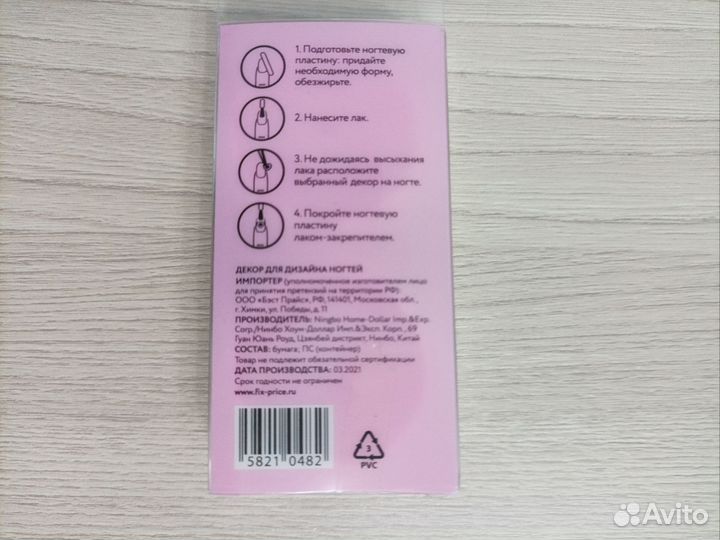 1. Подготовьте ногтевую
пластину: придайте
необходимую форму,
обезжирьте.
2. Нанесите лак.
3. Не дожидаясь высыхания
лака расположите
выбранный декор на ногте.
4. Покройте ногтевую
пластину
лаком-закрепителем.
ДЕКОР ДЛЯ ДИЗАЙНА НОГТЕЙ
ИМПОРТЕР (уполномоченное изготовителем лицо
для принятия претензий на территории РФ):
ООО «Бэст Прайс», РФ, 141401, Московская обл.,
г. Химки, ул. Победы, д. 11
ПРОИЗВОДИТЕЛЬ: Ningbo Home-Dollar Imp.&Exp.
Corp./Нинбо Хоум-Доллар Имп.&Эксп. Корп., 69
Гуан Юань Роуд, Цзянбей дистрикт, Нинбо, Китай
СОСТАВ: бумага; ПС (контейнер)
Товар не подлежит обязательной сертификации
ДАТА ПРОИЗВОДСТВА: 03.2021
Срок годности не ограничен
www.fix-price.ru
5821 0482
3
PVC
Avito